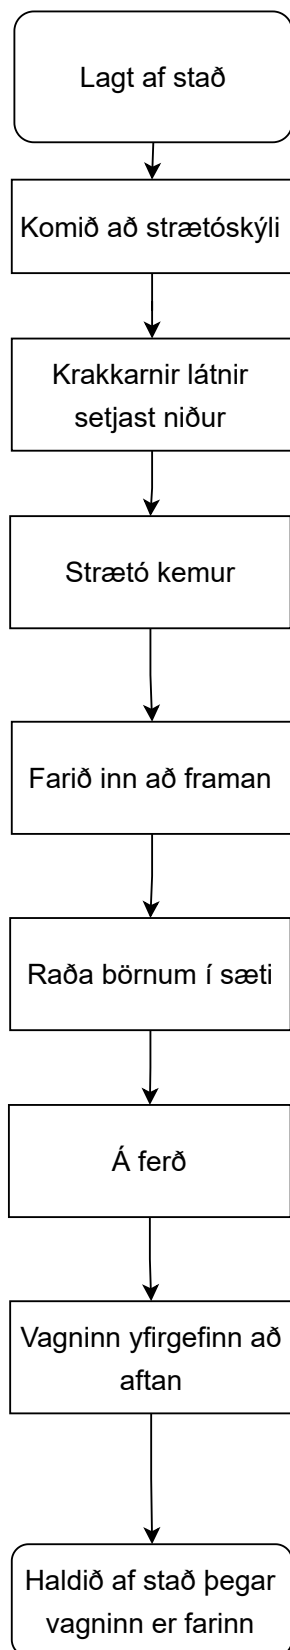 Lagt af stað
Komið að strætóskýli
Krakkarnir látnir
setjast niður
Strætó kemur
Farið inn að framan
Raða börnum í sæti
Á ferð
Vagninn yfirgefinn að
aftan
Haldið af stað þegar
vagninn er farinn